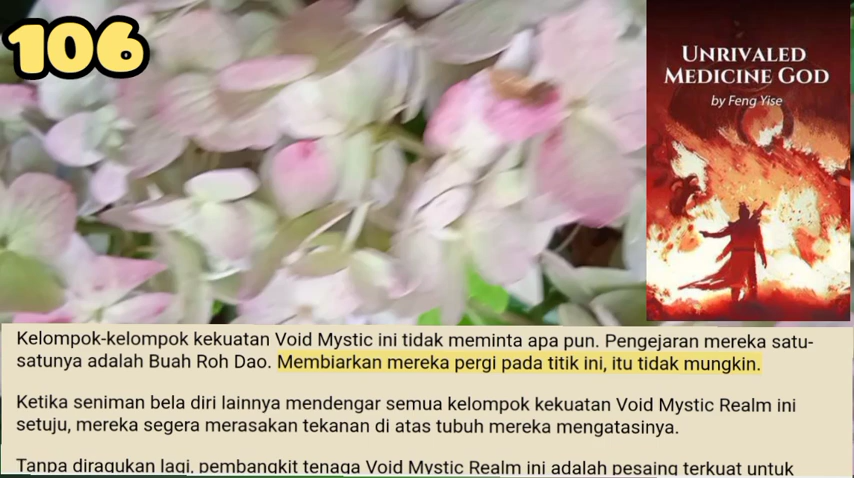 106
UNRIVALED
MEDICINE GOD
by Feng Yise
Kelompok-kelompok kekuatan Void Mystic ini tidak meminta apa pun. Pengejaran mereka satu-
satunya adalah Buah Roh Dao. Membiarkan mereka pergi pada titik ini, itu tidak mungkin.
Ketika seniman bela diri lainnya mendengar semua kelompok kekuatan Void Mystic Realm ini
setuju, mereka segera merasakan tekanan di atas tubuh mereka mengatasinya.
Tanpa diragukan lagi, pembangkit tenaga Void Mystic Realm ini adalah pesaing terkuat untuk